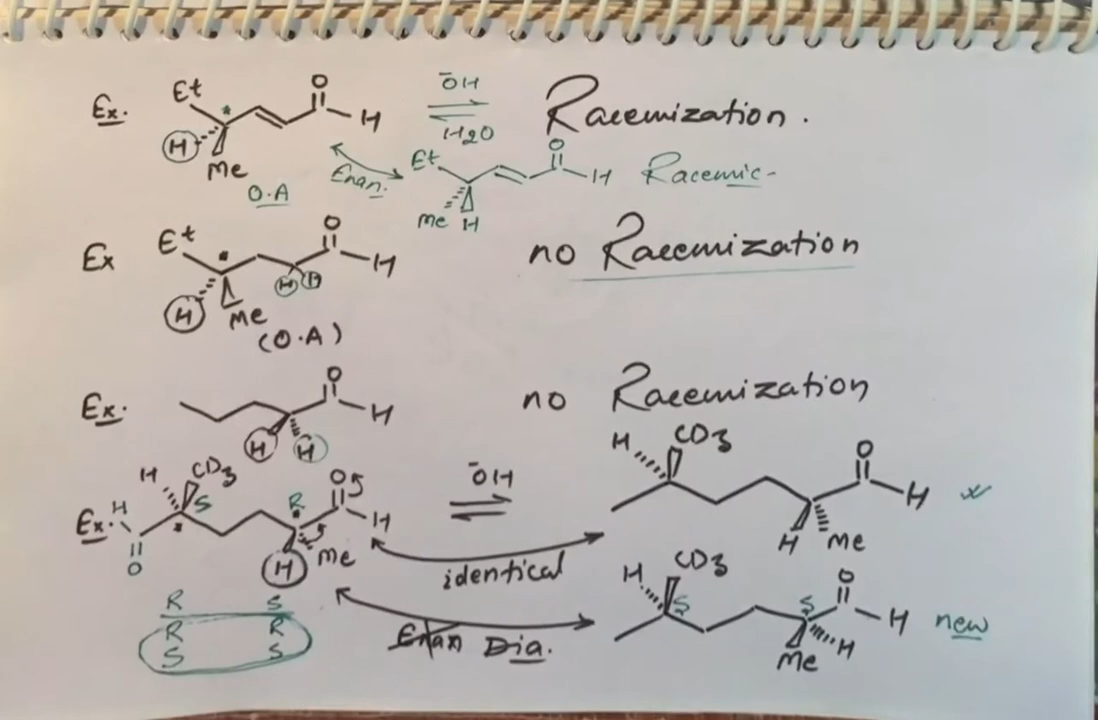 Ex. Et * O H H Me O.A
⁻OH H2O
Racemization.
Enan. Et O H Me H Racemic-
Ex Et * O H H H H Me (O.A)
no Racemization
Ex. O H H H
no Racemization
Ex. H O H CD3 S * R * O H H Me
⁻OH
H CD3 O H H Me
identical
R S
R R
S S
Enan Dia.
H CD3 S S O H H Me new